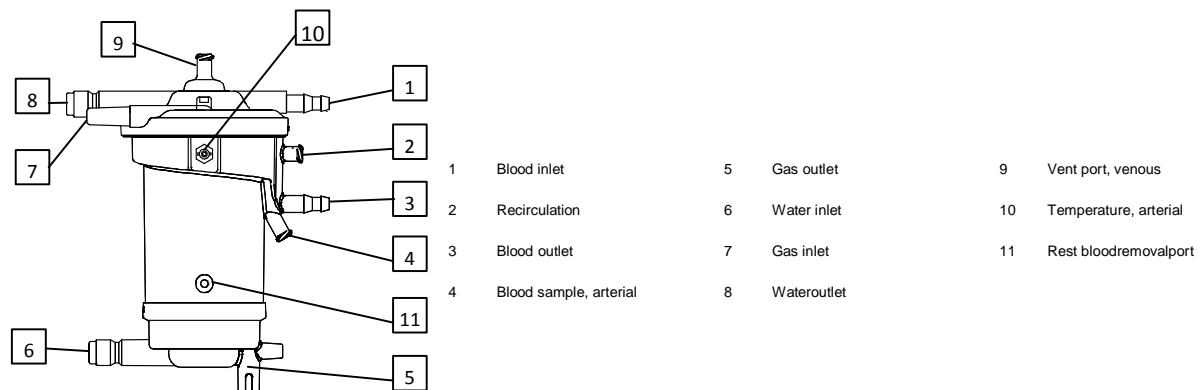 9
10
8
1
2
7
3
4
11
6
5
1 Blood inlet 5 Gas outlet 9 Vent port, venous
2 Recirculation 6 Water inlet 10 Temperature, arterial
3 Blood outlet 7 Gas inlet 11 Rest bloodremovalport
4 Blood sample, arterial 8 Wateroutlet